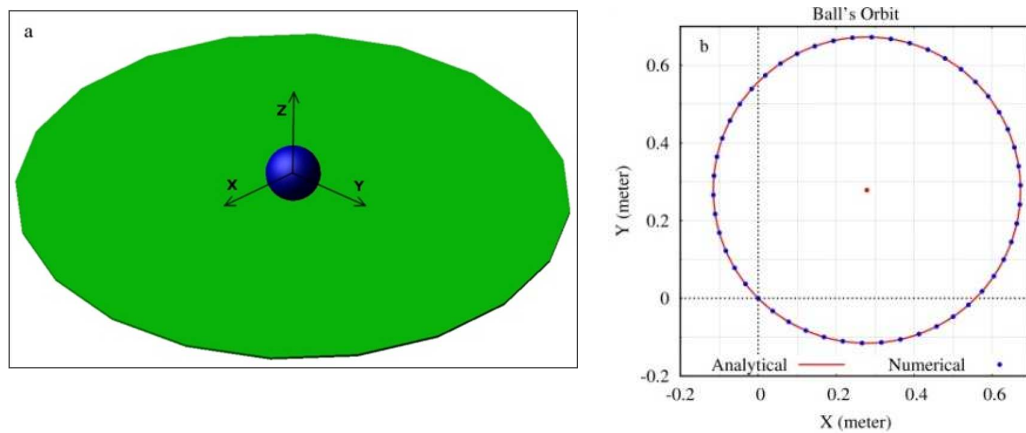 a
Z
X
Y
Ball's Orbit
b
0.6
0.4
0.2
0
-0.2
Y (meter)
Analytical
Numerical
-0.2 0 0.2 0.4 0.6
X (meter)